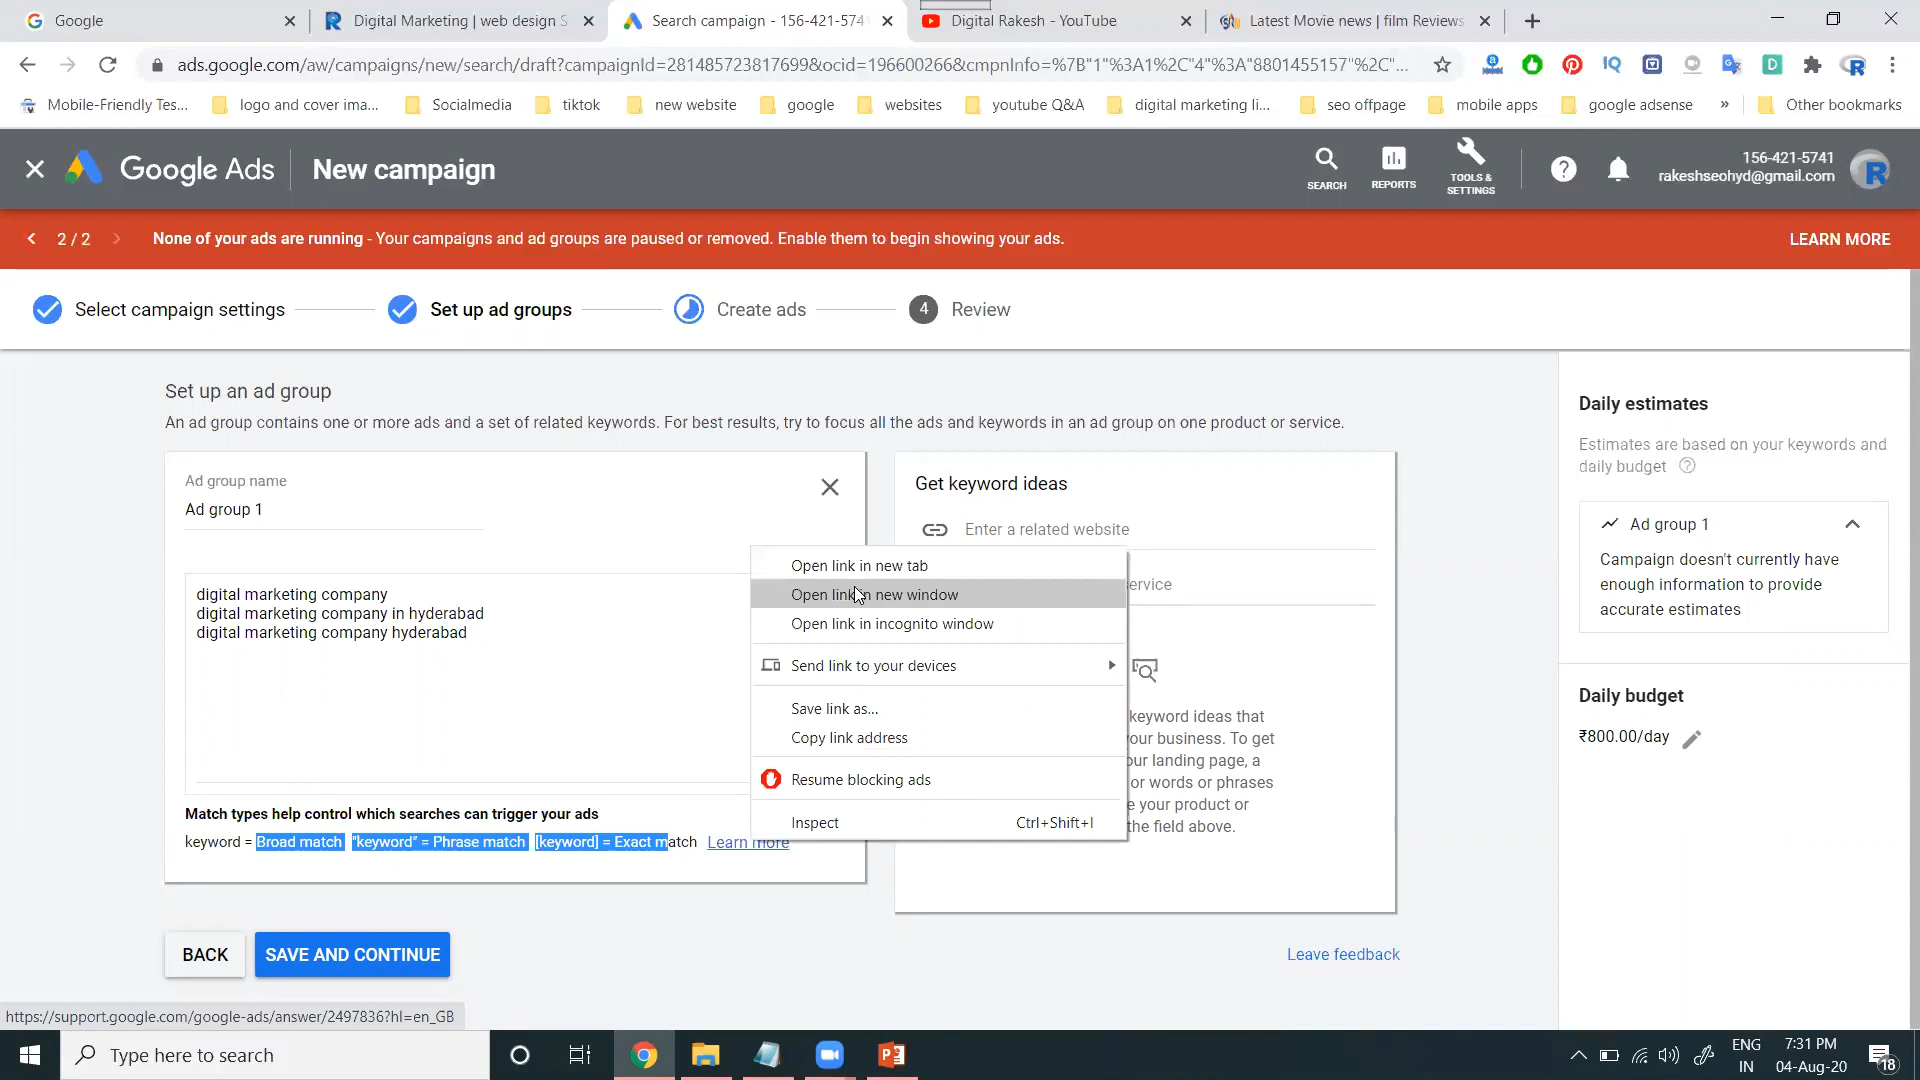 Google
Digital Marketing | web design S
Search campaign - 156-421-5741
Digital Rakesh - YouTube
Latest Movie news | film Reviews
ads.google.com/aw/campaigns/new/search/draft?campaignId=281485723817699&ocid=196600266&cmpnInfo=%7B"1"%3A1%2C"4"%3A"8801455157"%2C"...
Mobile-Friendly Tes...
logo and cover ima...
Socialmedia
tiktok
new website
google
websites
youtube Q&A
digital marketing li...
seo offpage
mobile apps
google adsense
»
Other bookmarks
Google Ads
New campaign
SEARCH
REPORTS
TOOLS &
SETTINGS
156-421-5741
rakeshseohyd@gmail.com
2 / 2
None of your ads are running - Your campaigns and ad groups are paused or removed. Enable them to begin showing your ads.
LEARN MORE
Select campaign settings
Set up ad groups
Create ads
4
Review
Set up an ad group
An ad group contains one or more ads and a set of related keywords. For best results, try to focus all the ads and keywords in an ad group on one product or service.
Ad group name
Ad group 1
digital marketing company
digital marketing company in hyderabad
digital marketing company hyderabad
Match types help control which searches can trigger your ads
keyword = Broad match "keyword" = Phrase match [keyword] = Exact match Learn more
Open link in new tab
Open link in new window
Open link in incognito window
Send link to your devices
Save link as...
Copy link address
Resume blocking ads
Inspect
Ctrl+Shift+I
Get keyword ideas
Enter a related website
ervice
keyword ideas that
our business. To get
our landing page, a
or words or phrases
e your product or
the field above.
Daily estimates
Estimates are based on your keywords and
daily budget
Ad group 1
Campaign doesn't currently have
enough information to provide
accurate estimates
Daily budget
₹800.00/day
BACK
SAVE AND CONTINUE
Leave feedback
https://support.google.com/google-ads/answer/2497836?hl=en_GB
Type here to search
ENG
IN
7:31 PM
04-Aug-20
18